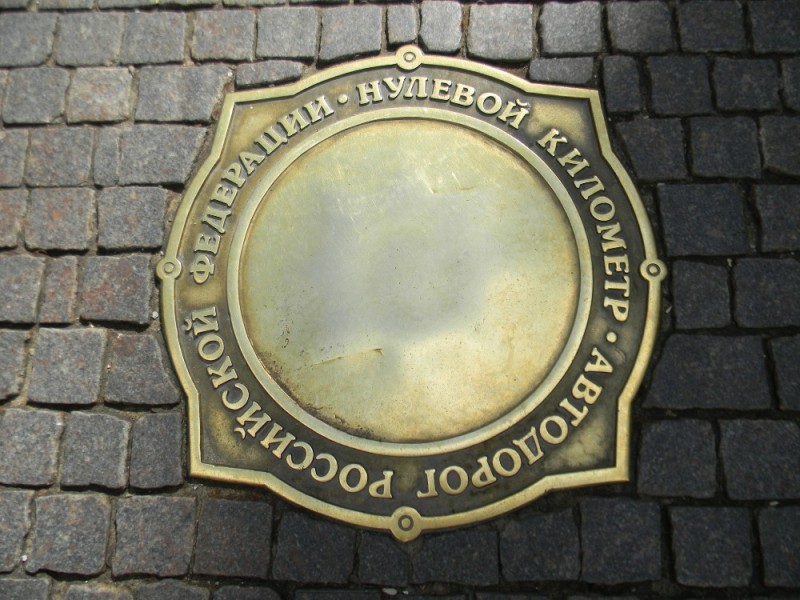 НУЛЕВОЙ КИЛОМЕТР · АВТОДОРОГ РОССИЙСКОЙ ФЕДЕРАЦИИ ·